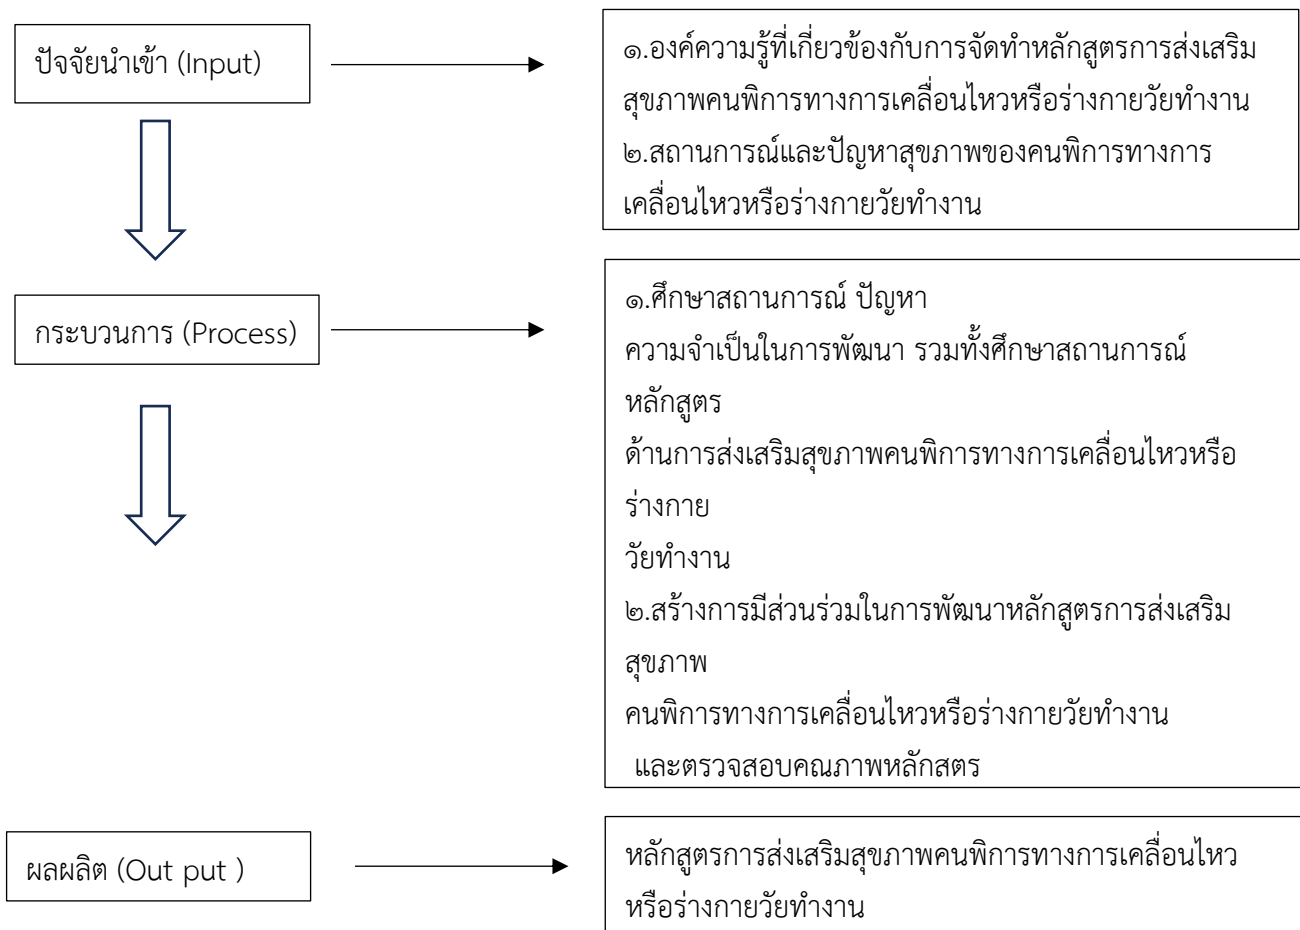 ปัจจัยนำเข้า (Input)
๑.องค์ความรู้ที่เกี่ยวข้องกับการจัดทำหลักสูตรการส่งเสริม
สุขภาพคนพิการทางการเคลื่อนไหวหรือร่างกายวัยทำงาน
๒.สถานการณ์และปัญหาสุขภาพของคนพิการทางการ
เคลื่อนไหวหรือร่างกายวัยทำงาน
กระบวนการ (Process)
๑.ศึกษาสถานการณ์ ปัญหา
ความจำเป็นในการพัฒนา รวมทั้งศึกษาสถานการณ์
หลักสูตร
ด้านการส่งเสริมสุขภาพคนพิการทางการเคลื่อนไหวหรือ
ร่างกาย
วัยทำงาน
๒.สร้างการมีส่วนร่วมในการพัฒนาหลักสูตรการส่งเสริม
สุขภาพ
คนพิการทางการเคลื่อนไหวหรือร่างกายวัยทำงาน
และตรวจสอบคุณภาพหลักสูตร
ผลผลิต (Out put )
หลักสูตรการส่งเสริมสุขภาพคนพิการทางการเคลื่อนไหว
หรือร่างกายวัยทำงาน